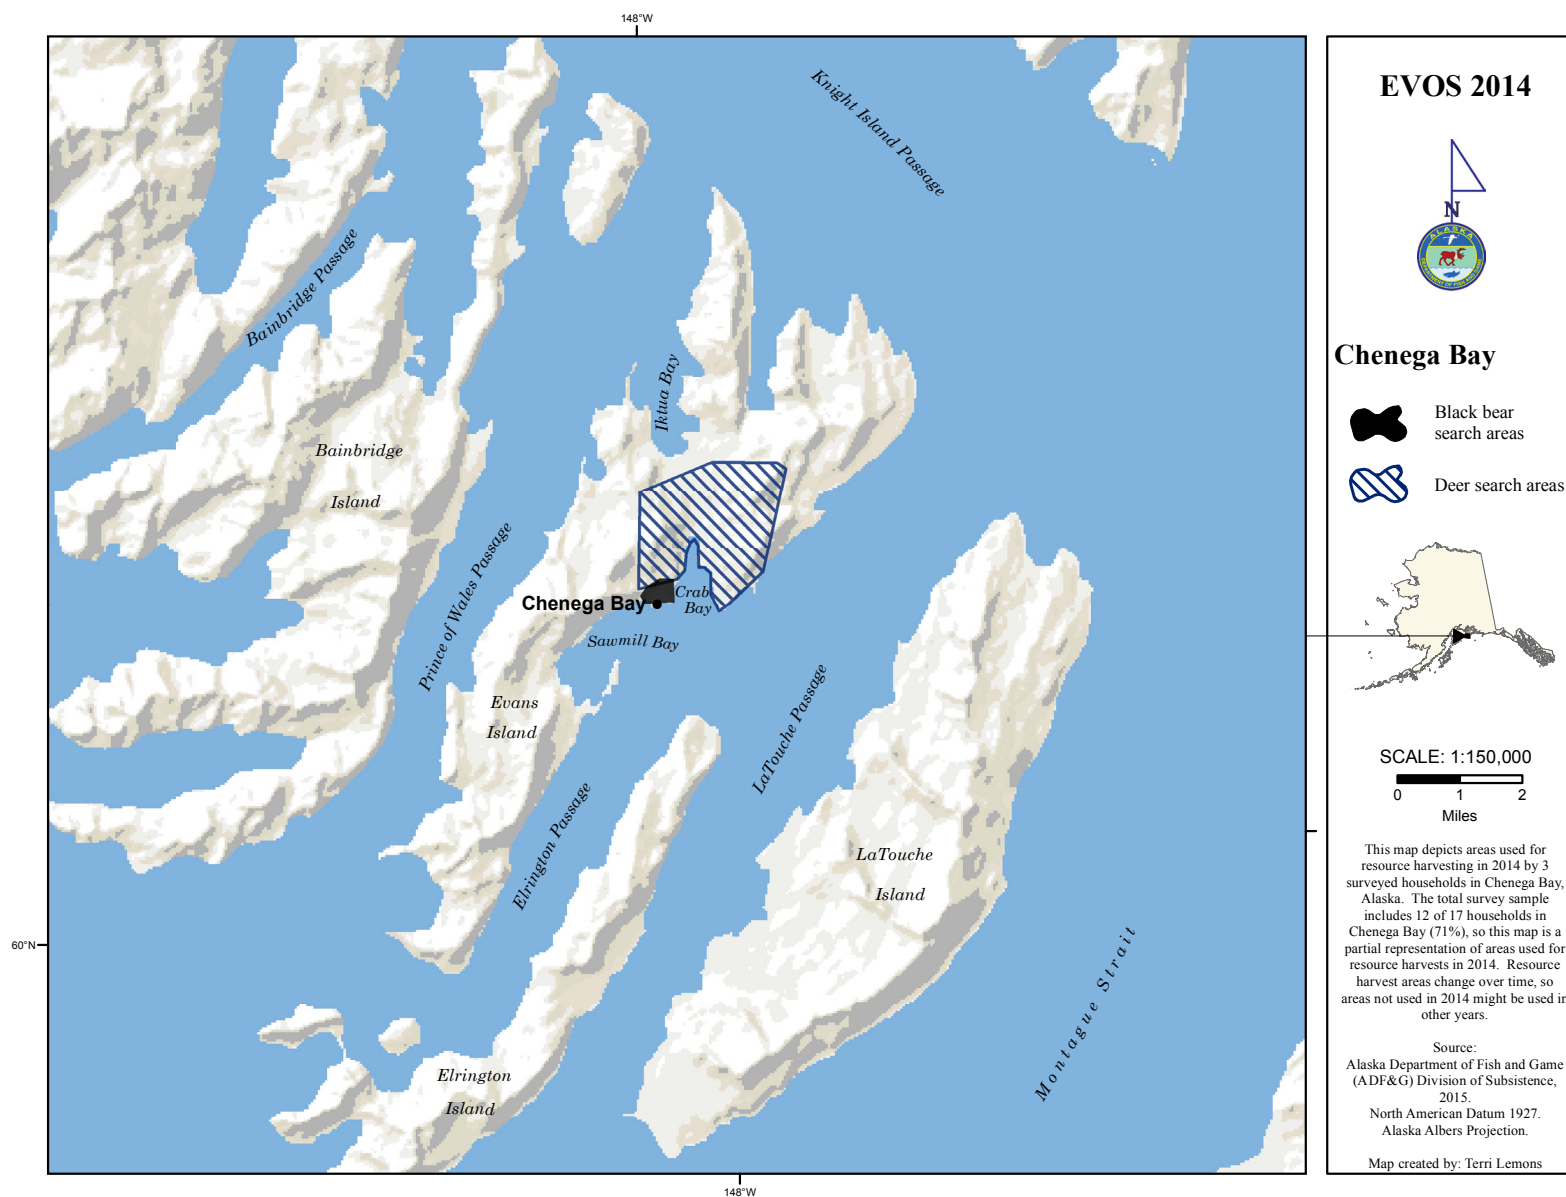 148°W
Knight Island Passage
Bainbridge Passage
Iktua Bay
Bainbridge
Island
Prince of Wales Passage
Chenega Bay
Crab
Bay
Sawmill Bay
Evans
Island
LaTouche Passage
Elrington Passage
LaTouche
Island
60°N
Montague Strait
Elrington
Island
148°W
EVOS 2014
N
ALASKA
Chenega Bay
Black bear
search areas
Deer search areas
SCALE: 1:150,000
0 1 2
Miles
This map depicts areas used for
resource harvesting in 2014 by 3
surveyed households in Chenega Bay,
Alaska. The total survey sample
includes 12 of 17 households in
Chenega Bay (71%), so this map is a
partial representation of areas used for
resource harvests in 2014. Resource
harvest areas change over time, so
areas not used in 2014 might be used in
other years.
Source:
Alaska Department of Fish and Game
(ADF&G) Division of Subsistence,
2015.
North American Datum 1927.
Alaska Albers Projection.
Map created by: Terri Lemons